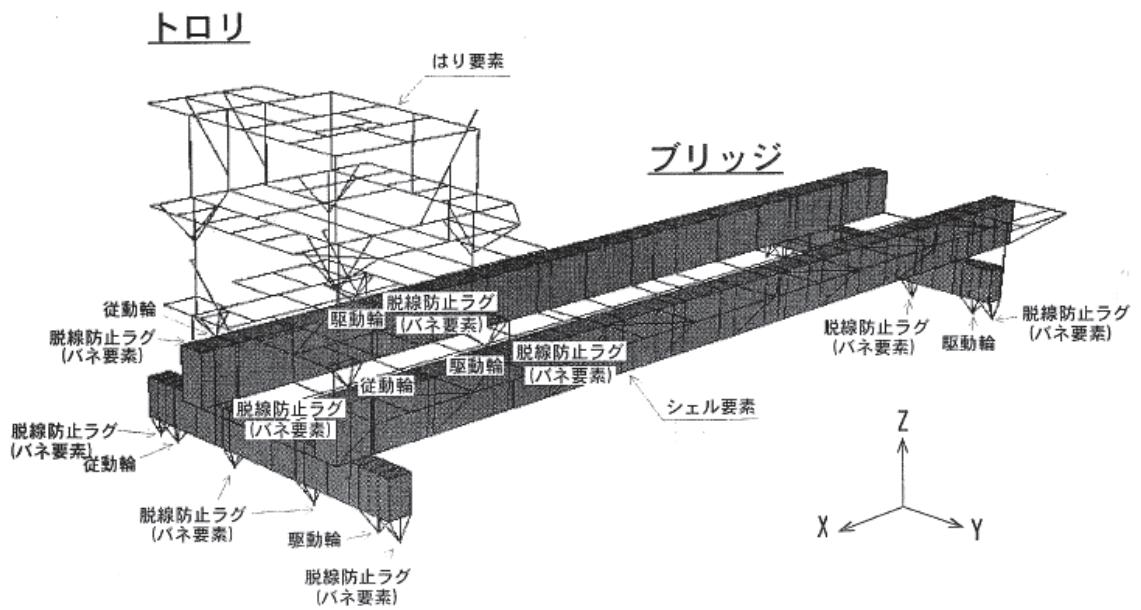 トロリ
はり要素
ブリッジ
従動輪
脱線防止ラグ
(バネ要素)
駆動輪
脱線防止ラグ
(バネ要素)
駆動輪
脱線防止ラグ
(バネ要素)
従動輪
脱線防止ラグ
(バネ要素)
脱線防止ラグ
(バネ要素)
駆動輪
脱線防止ラグ
(バネ要素)
シェル要素
脱線防止ラグ
(バネ要素)
従動輪
脱線防止ラグ
(バネ要素)
駆動輪
脱線防止ラグ
(バネ要素)
Z
X
Y